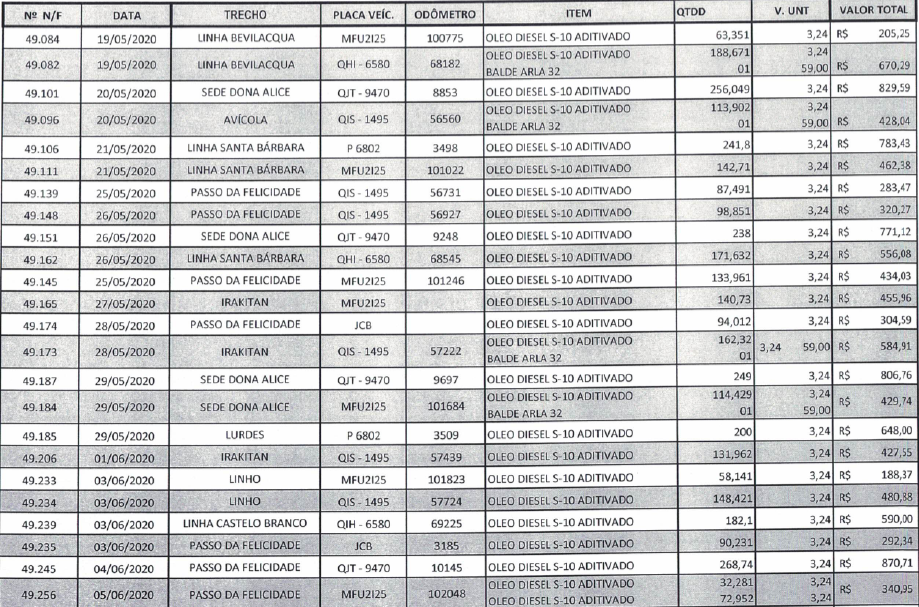 Nº N/F DATA TRECHO PLACA VEÍC. ODÔMETRO ITEM QTDD V. UNT VALOR TOTAL
49.084 19/05/2020 LINHA BEVILACQUA MFU2I25 100775 OLEO DIESEL S-10 ADITIVADO 63,351 3,24 R$ 205,25
49.082 19/05/2020 LINHA BEVILACQUA QHI - 6580 68182 OLEO DIESEL S-10 ADITIVADO 188,671 3,24 R$ 670,29
BALDE ARLA 32 01 59,00
49.101 20/05/2020 SEDE DONA ALICE QJT - 9470 8853 OLEO DIESEL S-10 ADITIVADO 256,049 3,24 R$ 829,59
49.096 20/05/2020 AVÍCOLA QIS - 1495 56560 OLEO DIESEL S-10 ADITIVADO 113,902 3,24 R$ 428,04
BALDE ARLA 32 01 59,00
49.106 21/05/2020 LINHA SANTA BÁRBARA P 6802 3498 OLEO DIESEL S-10 ADITIVADO 241,8 3,24 R$ 783,43
49.111 21/05/2020 LINHA SANTA BÁRBARA MFU2I25 101022 OLEO DIESEL S-10 ADITIVADO 142,71 3,24 R$ 462,38
49.139 25/05/2020 PASSO DA FELICIDADE QIS - 1495 56731 OLEO DIESEL S-10 ADITIVADO 87,491 3,24 R$ 283,47
49.148 26/05/2020 PASSO DA FELICIDADE QIS - 1495 56927 OLEO DIESEL S-10 ADITIVADO 98,851 3,24 R$ 320,27
49.151 26/05/2020 SEDE DONA ALICE QJT - 9470 9248 OLEO DIESEL S-10 ADITIVADO 238 3,24 R$ 771,12
49.162 26/05/2020 LINHA SANTA BÁRBARA QHI - 6580 68545 OLEO DIESEL S-10 ADITIVADO 171,632 3,24 R$ 556,08
49.145 25/05/2020 PASSO DA FELICIDADE MFU2I25 101246 OLEO DIESEL S-10 ADITIVADO 133,961 3,24 R$ 434,03
49.165 27/05/2020 IRAKITAN MFU2I25 OLEO DIESEL S-10 ADITIVADO 140,73 3,24 R$ 455,96
49.174 28/05/2020 PASSO DA FELICIDADE JCB OLEO DIESEL S-10 ADITIVADO 94,012 3,24 R$ 304,59
49.173 28/05/2020 IRAKITAN QIS - 1495 57222 OLEO DIESEL S-10 ADITIVADO 162,32 3,24 59,00 R$ 584,91
BALDE ARLA 32 01
49.187 29/05/2020 SEDE DONA ALICE QJT - 9470 9697 OLEO DIESEL S-10 ADITIVADO 249 3,24 R$ 806,76
49.184 29/05/2020 SEDE DONA ALICE MFU2I25 101684 OLEO DIESEL S-10 ADITIVADO 114,429 3,24 R$ 429,74
BALDE ARLA 32 01 59,00
49.185 29/05/2020 LURDES P 6802 3509 OLEO DIESEL S-10 ADITIVADO 200 3,24 R$ 648,00
49.206 01/06/2020 IRAKITAN QIS - 1495 57439 OLEO DIESEL S-10 ADITIVADO 131,962 3,24 R$ 427,55
49.233 03/06/2020 LINHO MFU2I25 101823 OLEO DIESEL S-10 ADITIVADO 58,141 3,24 R$ 188,37
49.234 03/06/2020 LINHO QIS - 1495 57724 OLEO DIESEL S-10 ADITIVADO 148,421 3,24 R$ 480,88
49.239 03/06/2020 LINHA CASTELO BRANCO QIH - 6580 69225 OLEO DIESEL S-10 ADITIVADO 182,1 3,24 R$ 590,00
49.235 03/06/2020 PASSO DA FELICIDADE JCB 3185 OLEO DIESEL S-10 ADITIVADO 90,231 3,24 R$ 292,34
49.245 04/06/2020 PASSO DA FELICIDADE QJT - 9470 10145 OLEO DIESEL S-10 ADITIVADO 268,74 3,24 R$ 870,71
49.256 05/06/2020 PASSO DA FELICIDADE MFU2I25 102048 OLEO DIESEL S-10 ADITIVADO 32,281 3,24 R$ 340,95
OLEO DIESEL S-10 ADITIVADO 72,952 3,24